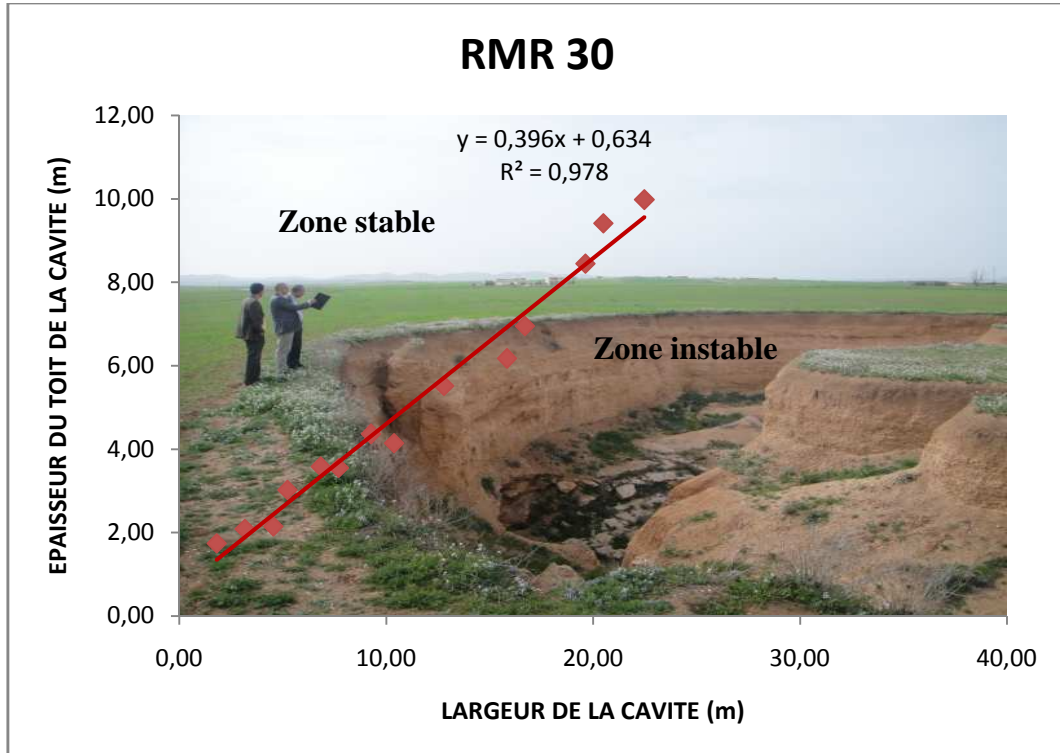 RMR 30
y = 0,396x + 0,634
R² = 0,978
Zone stable
Zone instable
EPAISSEUR DU TOIT DE LA CAVITE (m)
12,00
10,00
8,00
6,00
4,00
2,00
0,00
0,00 10,00 20,00 30,00 40,00
LARGEUR DE LA CAVITE (m)